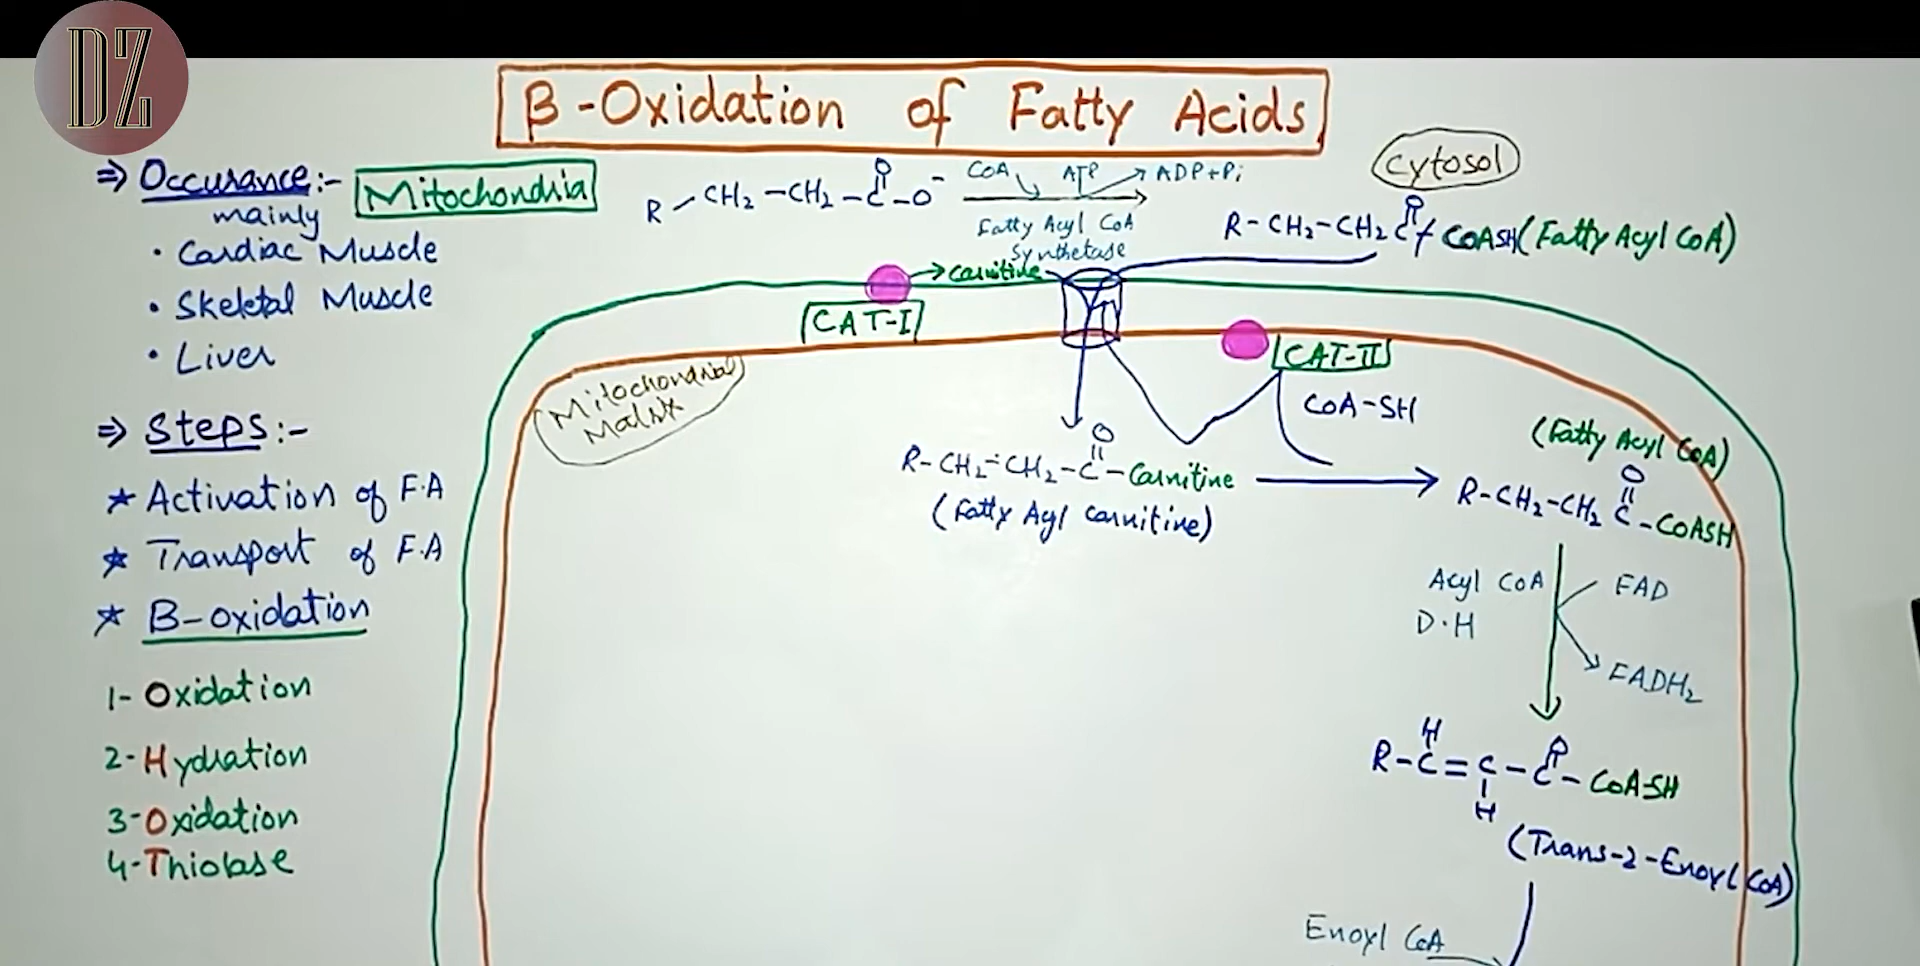 DZ
β-Oxidation of Fatty Acids
⇒ Occurance:- Mitochondria
mainly
• Cardiac Muscle
• Skeletal Muscle
• Liver
⇒ Steps:-
★ Activation of F.A
★ Transport of F.A
★ B-oxidation
1- Oxidation
2- Hydration
3- Oxidation
4- Thiolase
R-CH₂-CH₂-C-O⁻
O
CoA ATP → ADP+Pi
Fatty Acyl CoA
Synthetase
Cytosol
O
R-CH₂-CH₂ C COASH (Fatty Acyl CoA)
→ Carnitine
CAT-I
CAT-II
Mitochondrial
Matrix
CoA-SH
O
R-CH₂-CH₂-C-Carnitine
(Fatty Ayl Carnitine)
(Fatty Acyl CoA)
O
R-CH₂-CH₂ C-COASH
Acyl CoA
D.H
FAD
FADH₂
H O
R-C=C-C-COA-SH
H
(Trans-2-Enoyl CoA)
Enoyl CoA